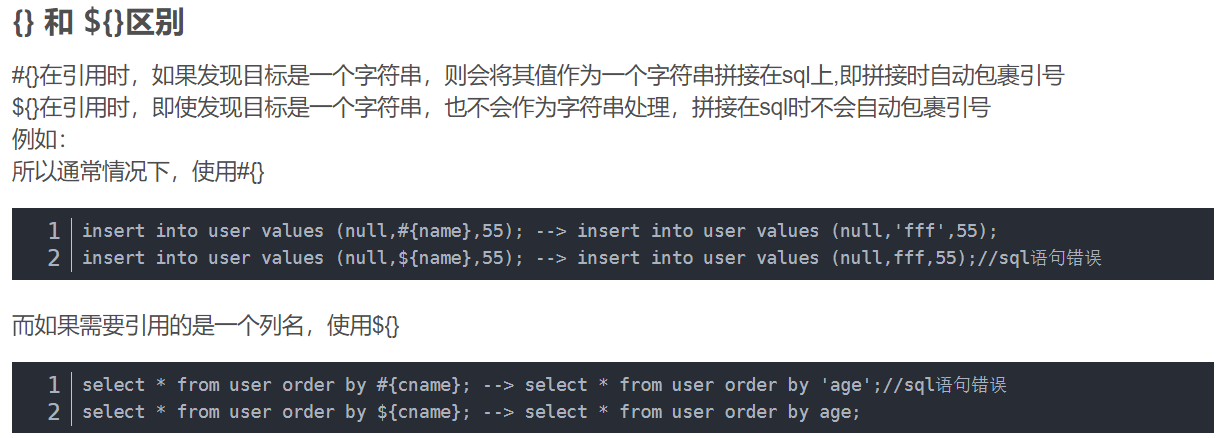 {} 和 ${}区别
#{}在引用时，如果发现目标是一个字符串，则会将其值作为一个字符串拼接在sql上,即拼接时自动包裹引号
${}在引用时，即使发现目标是一个字符串，也不会作为字符串处理，拼接在sql时不会自动包裹引号
例如：
所以通常情况下，使用#{}
1 insert into user values (null,#{name},55); --> insert into user values (null,'fff',55);
2 insert into user values (null,${name},55); --> insert into user values (null,fff,55);//sql语句错误
而如果需要引用的是一个列名，使用${}
1 select * from user order by #{cname}; --> select * from user order by 'age';//sql语句错误
2 select * from user order by ${cname}; --> select * from user order by age;